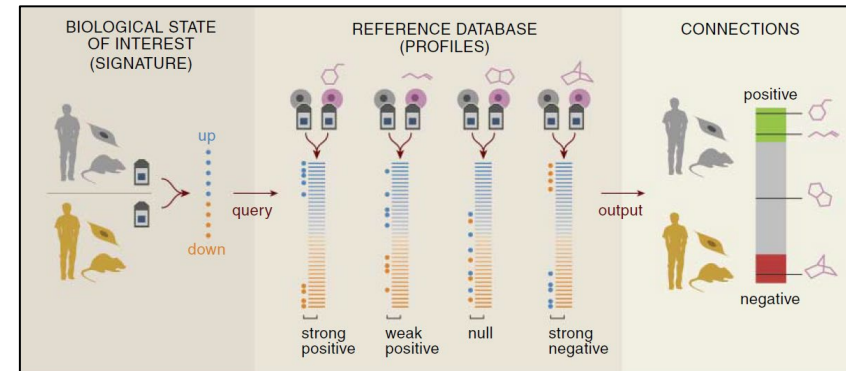 BIOLOGICAL STATE
OF INTEREST
(SIGNATURE)
up
down
query
REFERENCE DATABASE
(PROFILES)
strong
positive
weak
positive
null
strong
negative
output
CONNECTIONS
positive
negative